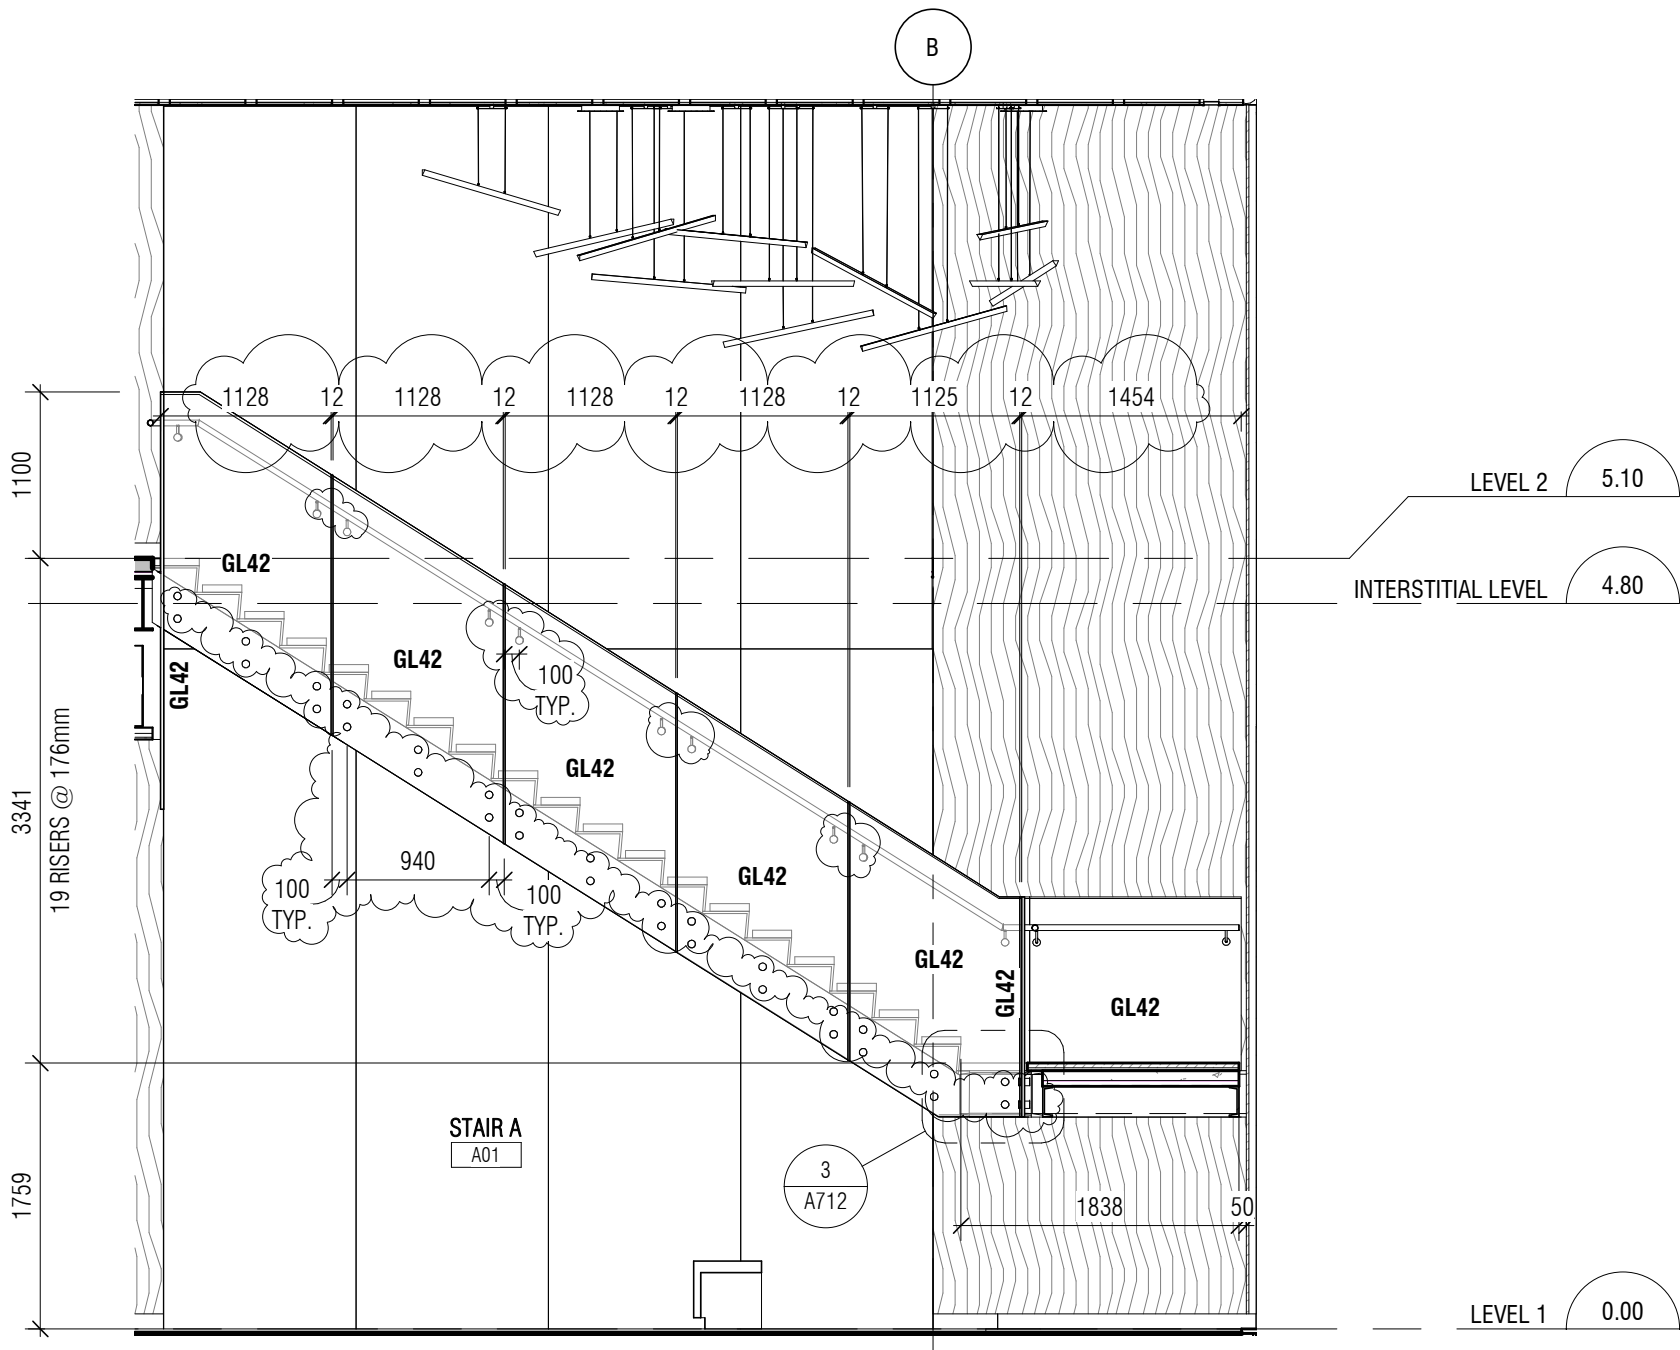 B
1128
12
1128
12
1128
12
1128
12
1125
12
1454
1100
LEVEL 2
5.10
GL42
INTERSTITIAL LEVEL
4.80
GL42
GL42
100
TYP.
3341
19 RISERS @ 176mm
GL42
940
100
TYP.
100
TYP.
GL42
GL42
GL42
GL42
STAIR A
A01
3
A712
1759
1838
50
LEVEL 1
0.00